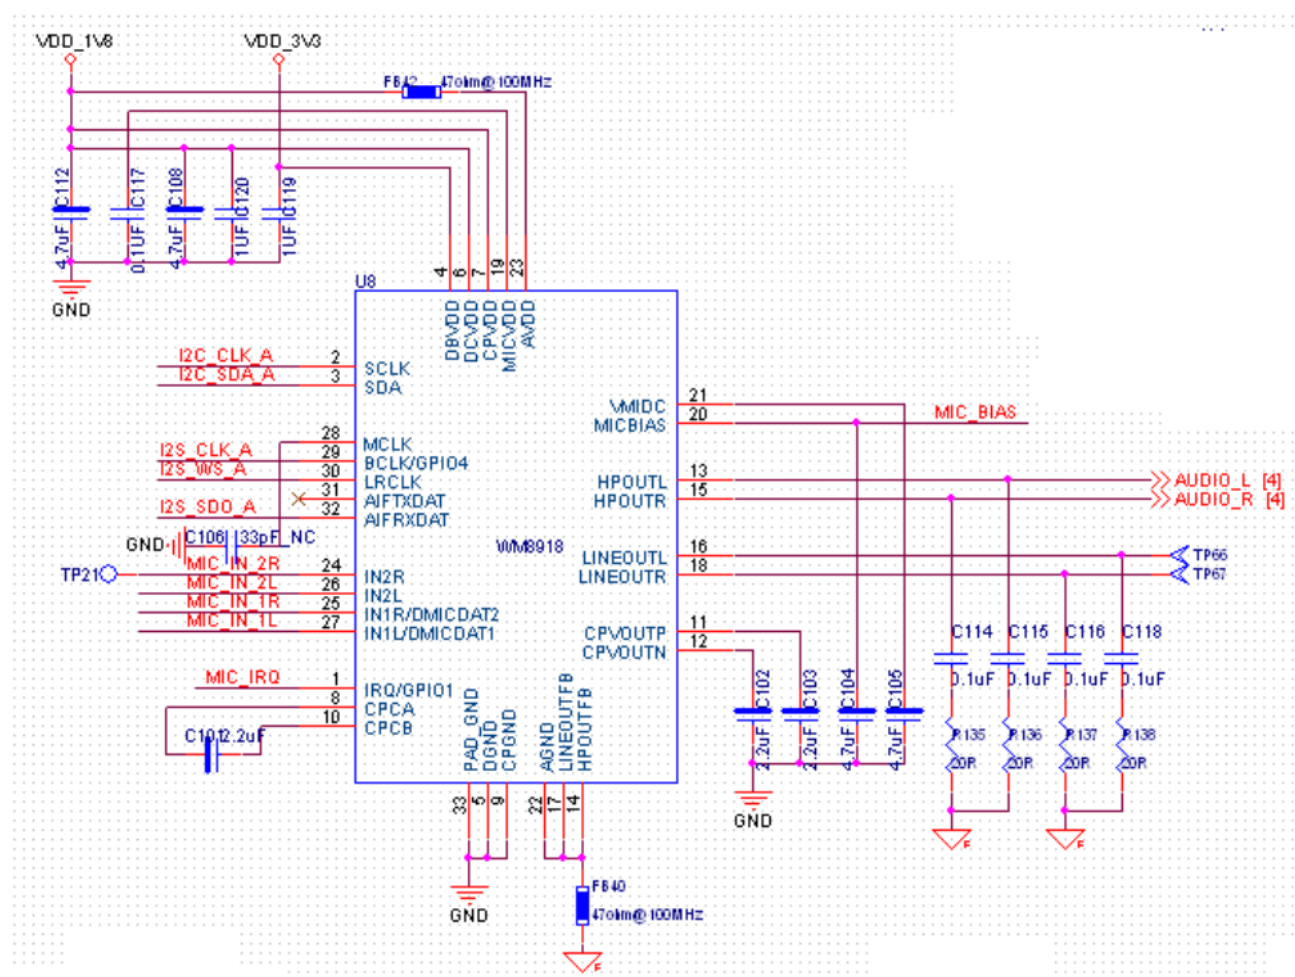 VDD_1V8
VDD_3V3
FB42 47ohm@100MHz
C112
C117
C108
C120
C119
4.7uF
0.1UF
4.7uF
1UF
1UF
GND
4
6
7
19
23
U8
DBVDD
DCVDD
CPVDD
MICVDD
AVDD
I2C_CLK_A
2
SCLK
I2C_SDA_A
3
SDA
21
VMIDC
20
MICBIAS
MIC_BIAS
28
MCLK
I2S_CLK_A
29
BCLK/GPIO4
I2S_WS_A
30
LRCLK
31
AIFTXDAT
I2S_SDO_A
32
AIFRXDAT
13
HPOUTL
AUDIO_L [4]
15
HPOUTR
AUDIO_R [4]
GND
C106
33pF_NC
WM8918
16
LINEOUTL
TP66
18
LINEOUTR
TP67
TP21
MIC_IN_2R
24
IN2R
MIC_IN_2L
26
IN2L
MIC_IN_1R
25
IN1R/DMICDAT2
MIC_IN_1L
27
IN1L/DMICDAT1
11
CPVOUTP
12
CPVOUTN
C114
C115
C116
C118
0.1uF
0.1uF
0.1uF
0.1uF
MIC_IRQ
1
IRQ/GPIO1
8
CPCA
10
CPCB
C101
2.2uF
C102
C103
C104
C105
2.2uF
2.2uF
4.7uF
4.7uF
R135
R136
R137
R138
20R
20R
20R
20R
PAD_GND
DGND
CPGND
AGND
LINEOUTFB
HPOUTFB
33
5
9
22
17
14
GND
E
E
GND
FB40
47ohm@100MHz
E